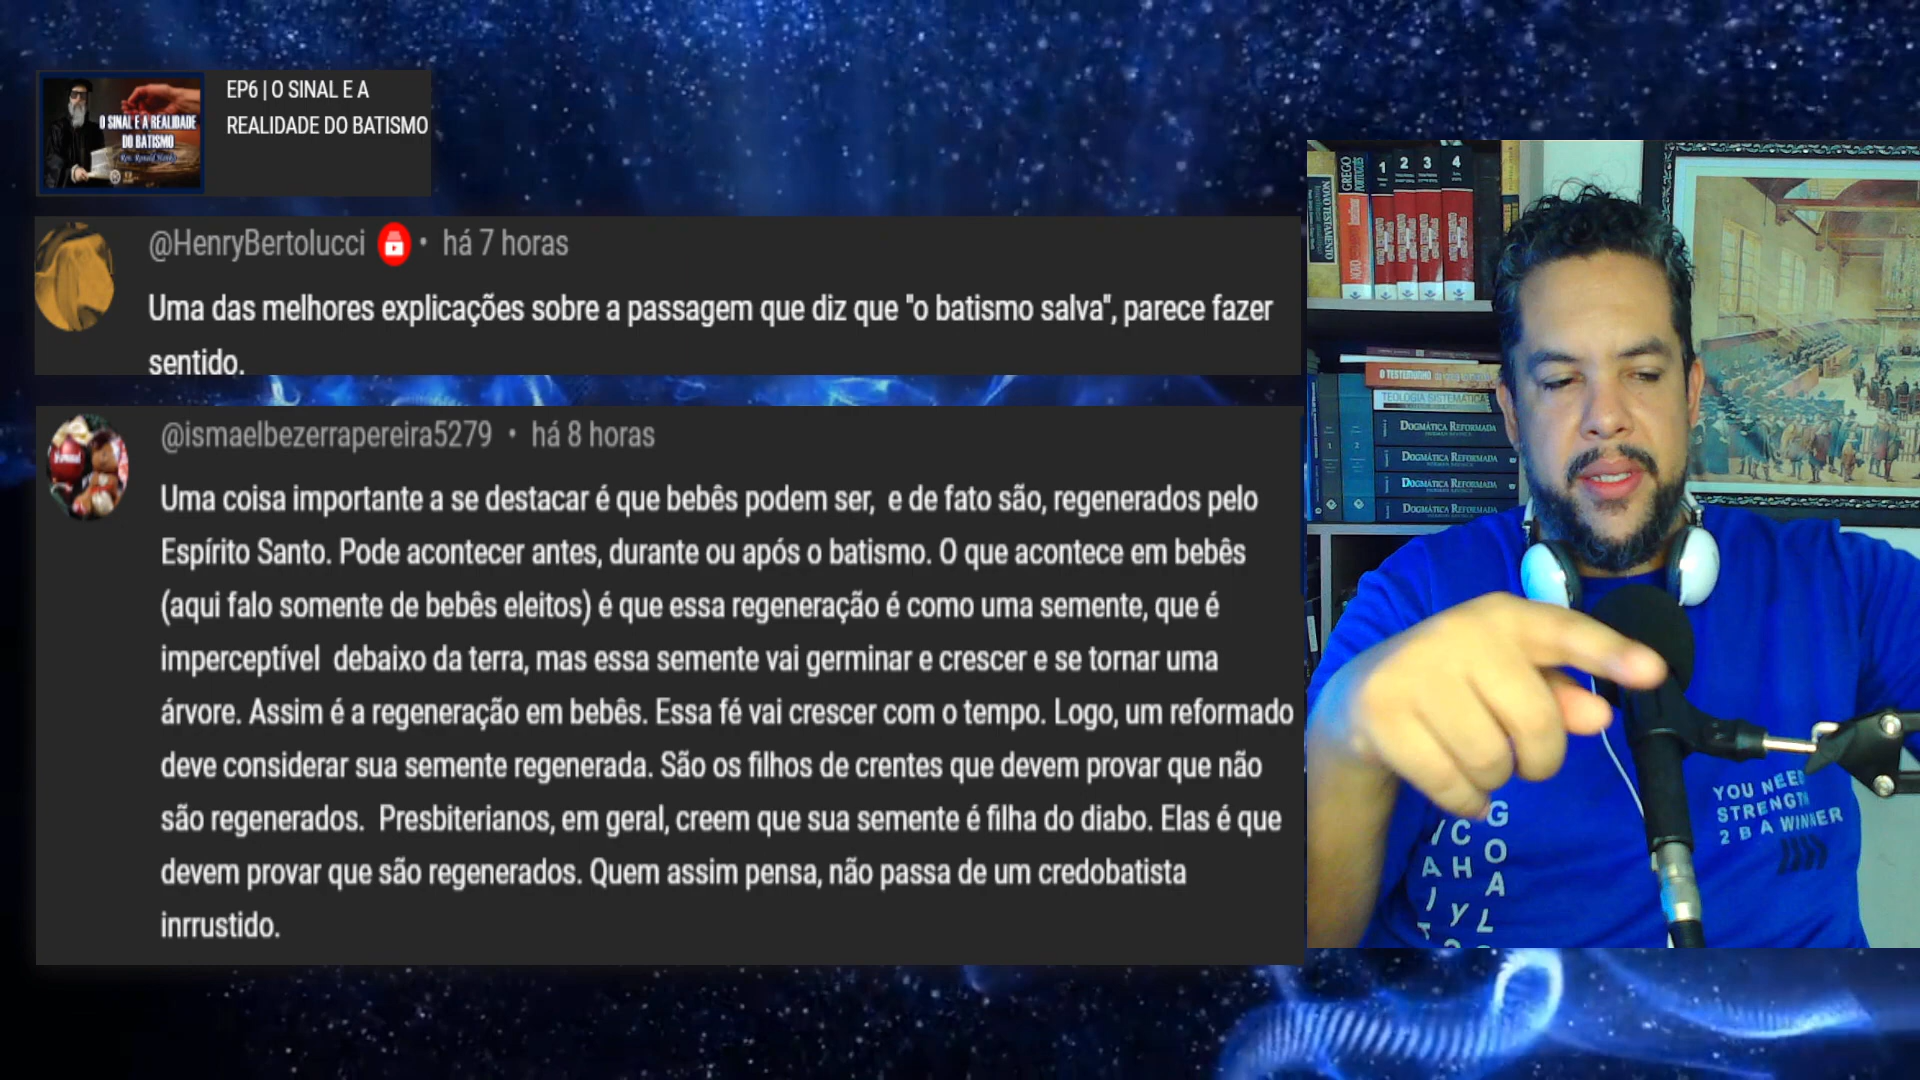 O SINAL E A REALIDADE
DO BATISMO
EP6 | O SINAL E A
REALIDADE DO BATISMO
@HenryBertolucci • há 7 horas
Uma das melhores explicações sobre a passagem que diz que "o batismo salva", parece fazer
sentido.
@ismaelbezerrapereira5279 • há 8 horas
Uma coisa importante a se destacar é que bebês podem ser, e de fato são, regenerados pelo
Espírito Santo. Pode acontecer antes, durante ou após o batismo. O que acontece em bebês
(aqui falo somente de bebês eleitos) é que essa regeneração é como uma semente, que é
imperceptível debaixo da terra, mas essa semente vai germinar e crescer e se tornar uma
árvore. Assim é a regeneração em bebês. Essa fé vai crescer com o tempo. Logo, um reformado
deve considerar sua semente regenerada. São os filhos de crentes que devem provar que não
são regenerados. Presbiterianos, em geral, creem que sua semente é filha do diabo. Elas é que
devem provar que são regenerados. Quem assim pensa, não passa de um credobatista
inrrustido.
NOVO TESTAMENTO
GREGO
PORTUGUÊS
NOVO
1
2
3
4
O TESTEMUNHO
TEOLOGIA SISTEMÁTICA
DOGMÁTICA REFORMADA
DOGMÁTICA REFORMADA
DOGMÁTICA REFORMADA
DOGMÁTICA REFORMADA
1
2
YOU NEED
STRENGTH
2 B A WINNER